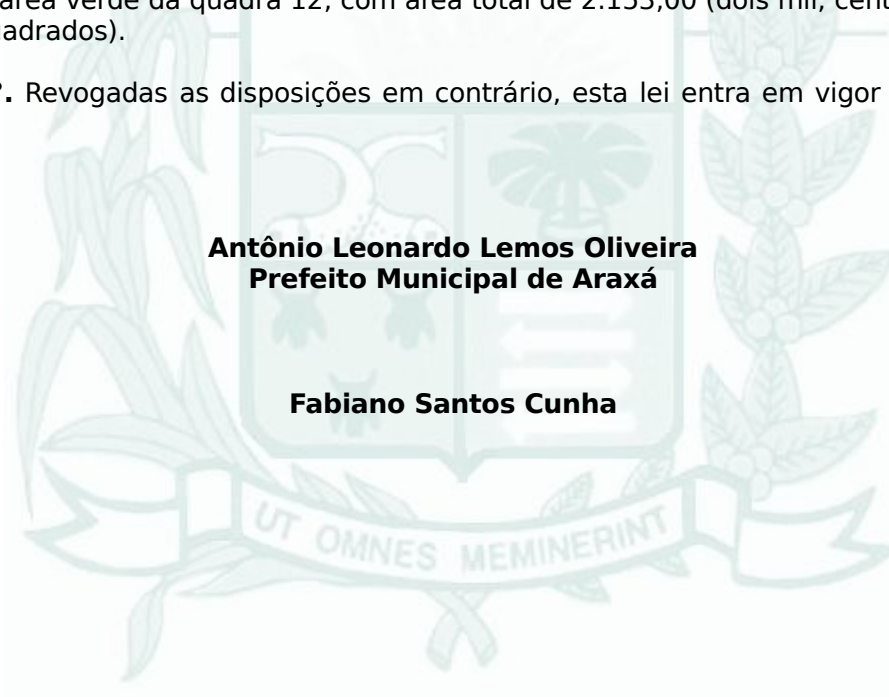 área verde da quadra 12, com área total de 2.153,00 (dois mil, cent
uadrados).
°. Revogadas as disposições em contrário, esta lei entra em vigor
Antônio Leonardo Lemos Oliveira
Prefeito Municipal de Araxá
Fabiano Santos Cunha
UT OMNES MEMINERINT